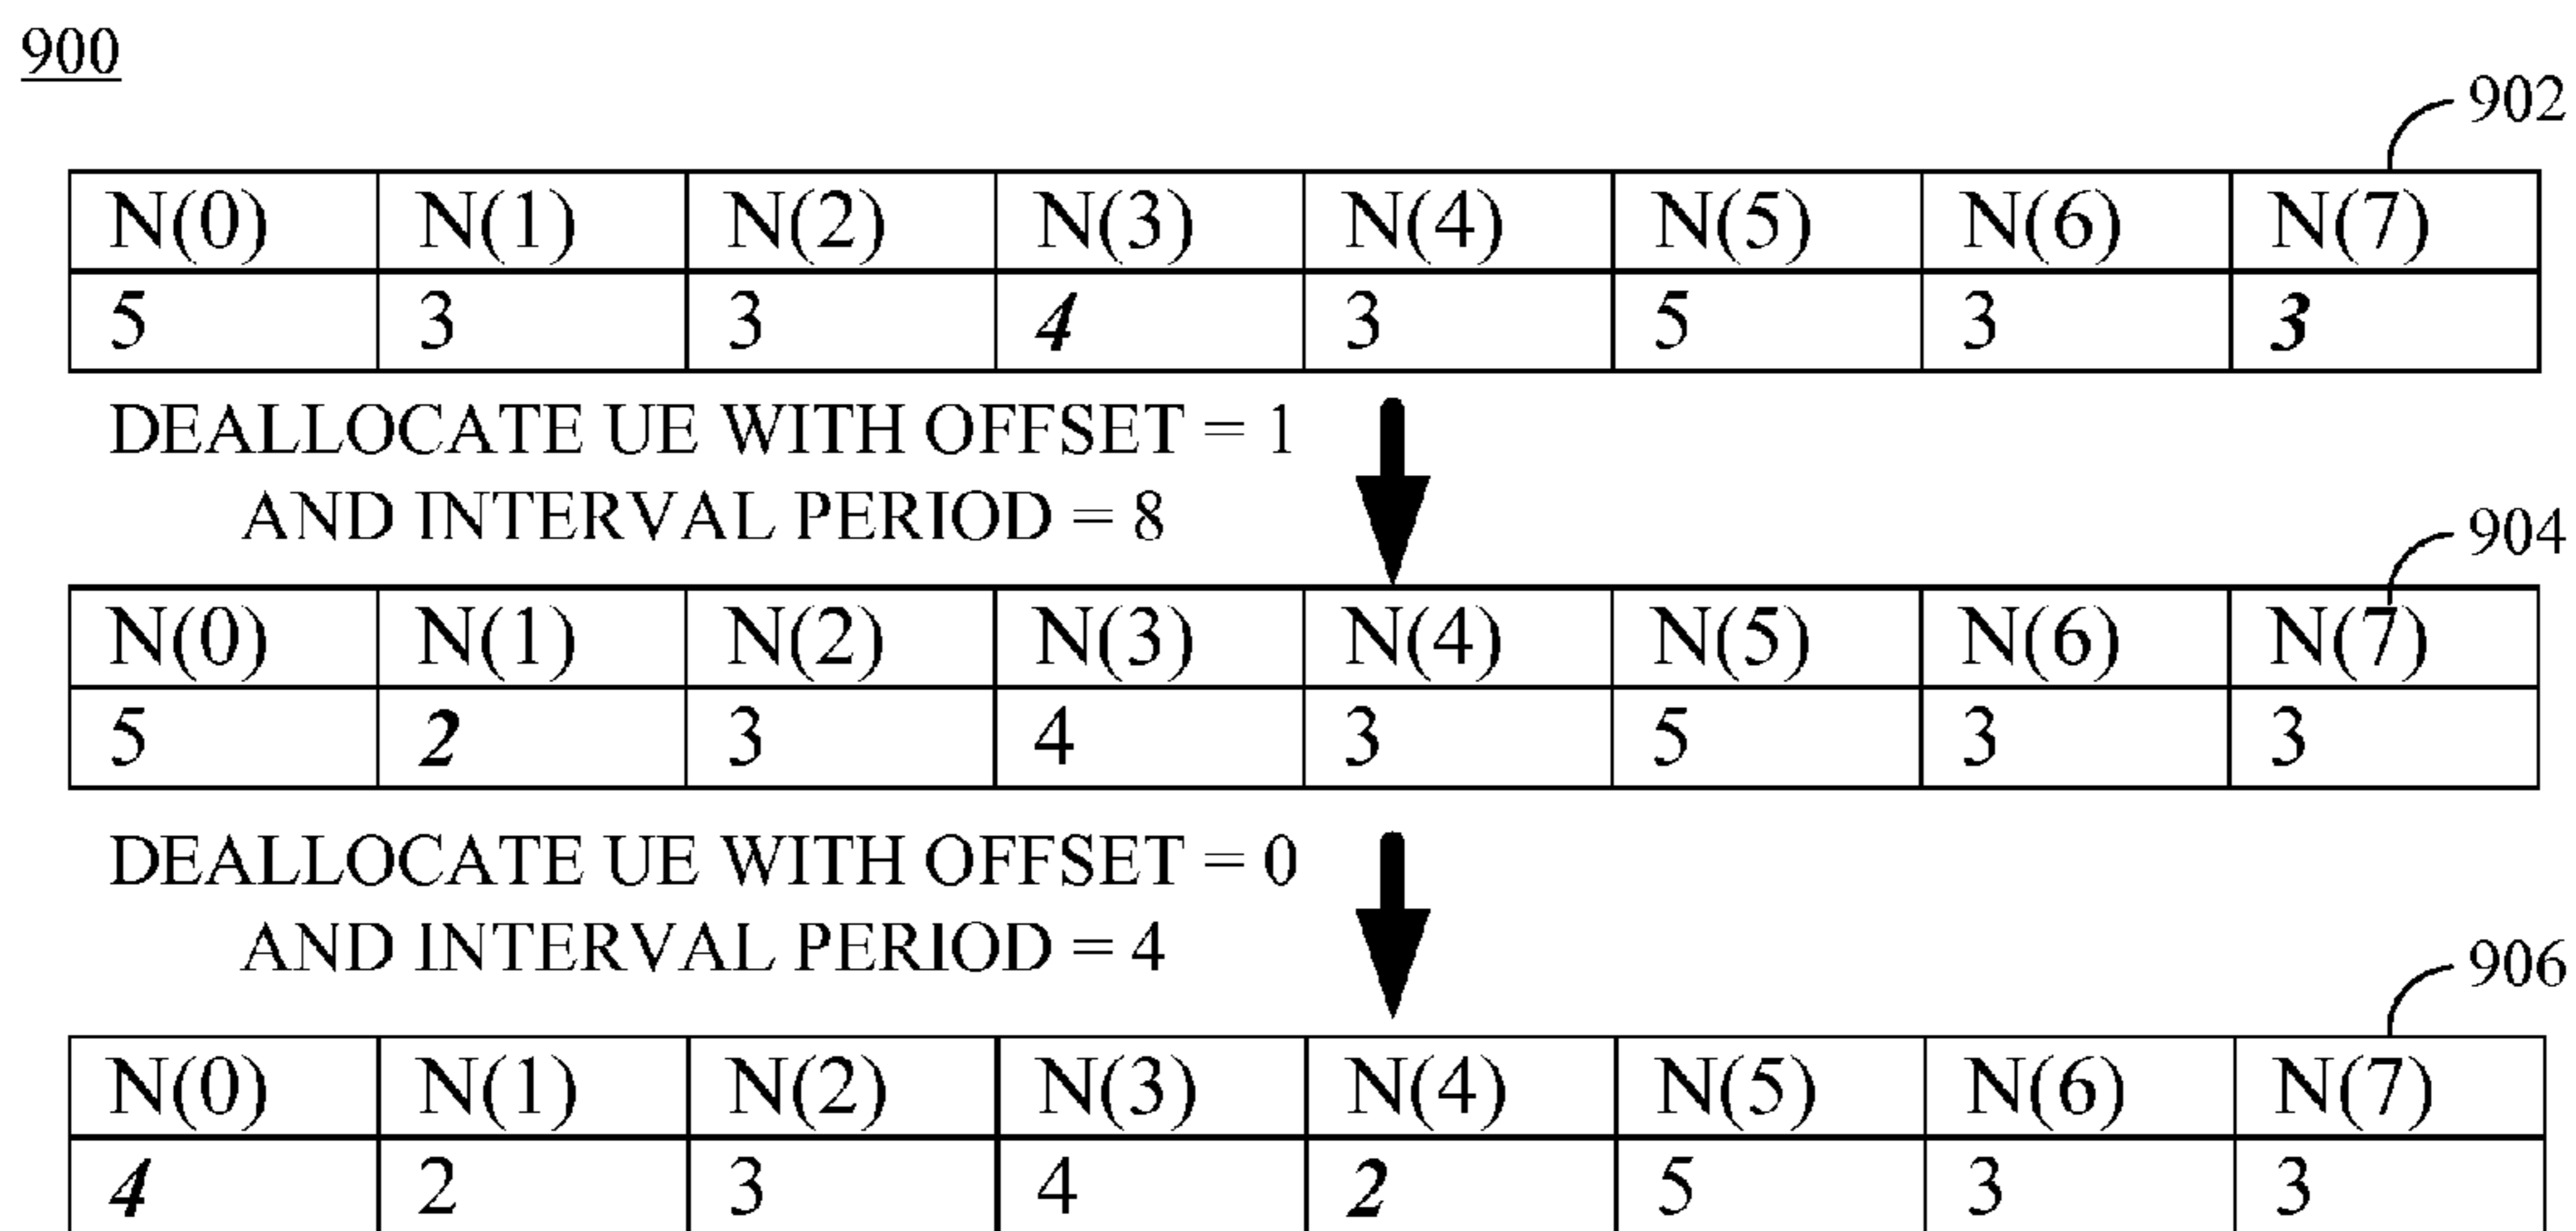 900
902
N(0) N(1) N(2) N(3) N(4) N(5) N(6) N(7)
5 3 3 4 3 5 3 3
DEALLOCATE UE WITH OFFSET = 1
AND INTERVAL PERIOD = 8
904
N(0) N(1) N(2) N(3) N(4) N(5) N(6) N(7)
5 2 3 4 3 5 3 3
DEALLOCATE UE WITH OFFSET = 0
AND INTERVAL PERIOD = 4
906
N(0) N(1) N(2) N(3) N(4) N(5) N(6) N(7)
4 2 3 4 2 5 3 3